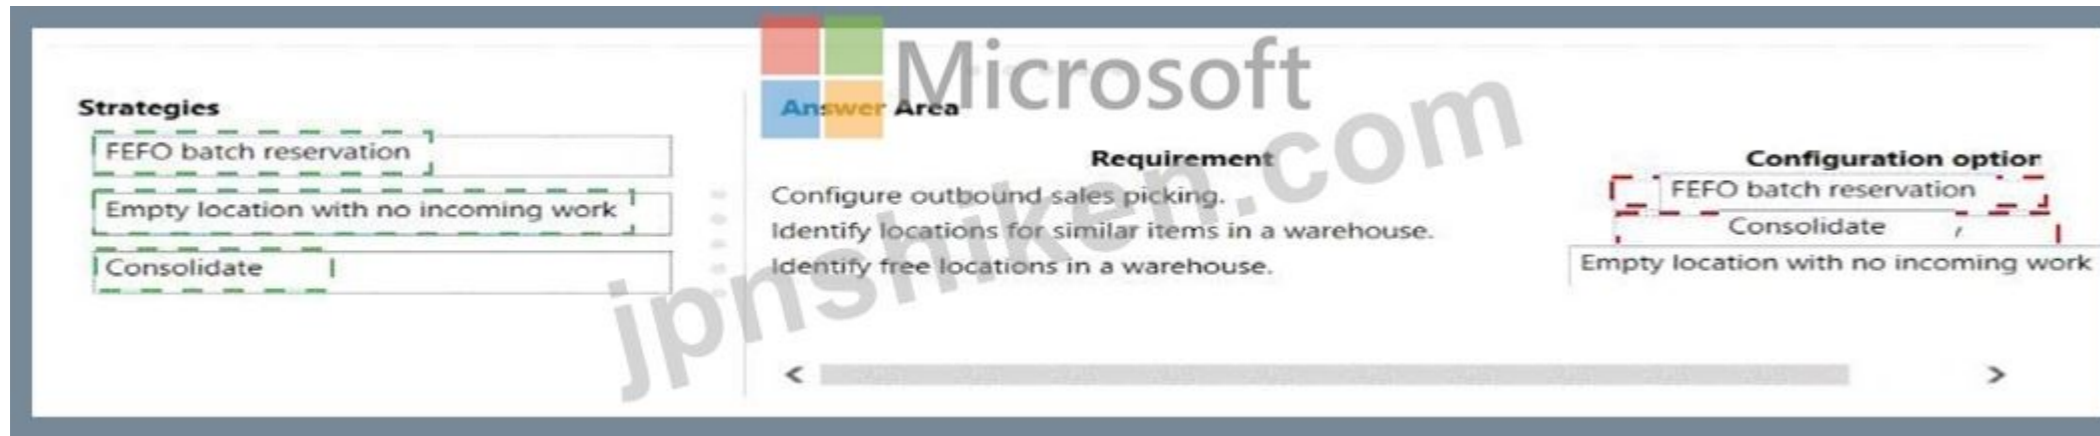 Microsoft
Strategies
FEFO batch reservation
Empty location with no incoming work
Consolidate
Answer Area
Requirement
Configure outbound sales picking.
Identify locations for similar items in a warehouse.
Identify free locations in a warehouse.
Configuration option
FEFO batch reservation
Consolidate
Empty location with no incoming work
jpnshiken.com